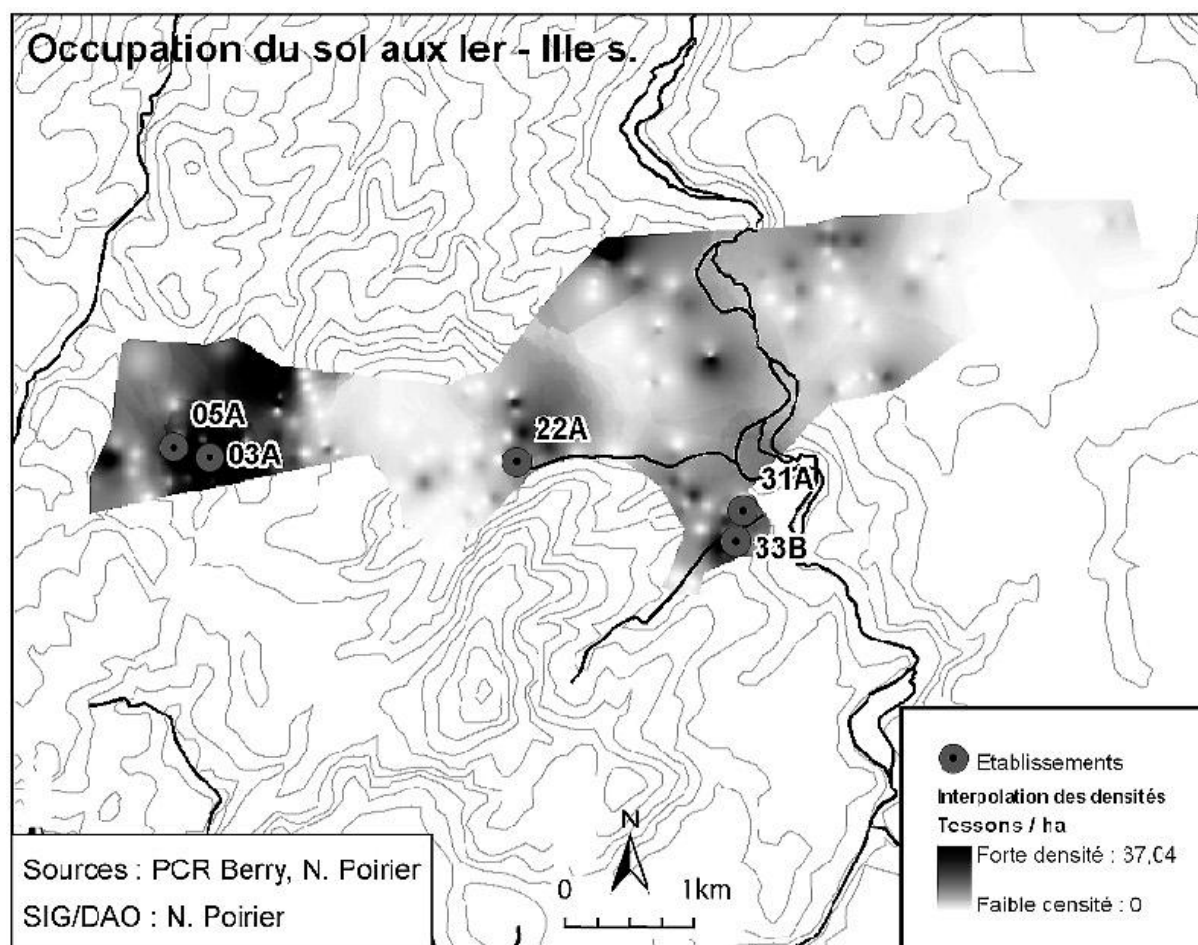 Occupation du sol aux Ier - IIIe s.
05A
03A
22A
31A
33B
N
0 1km
Etablissements
Interpolation des densités
Tessons / ha
Forte densité : 37,04
Faible censité : 0
Sources : PCR Berry, N. Poirier
SIG/DAO : N. Poirier